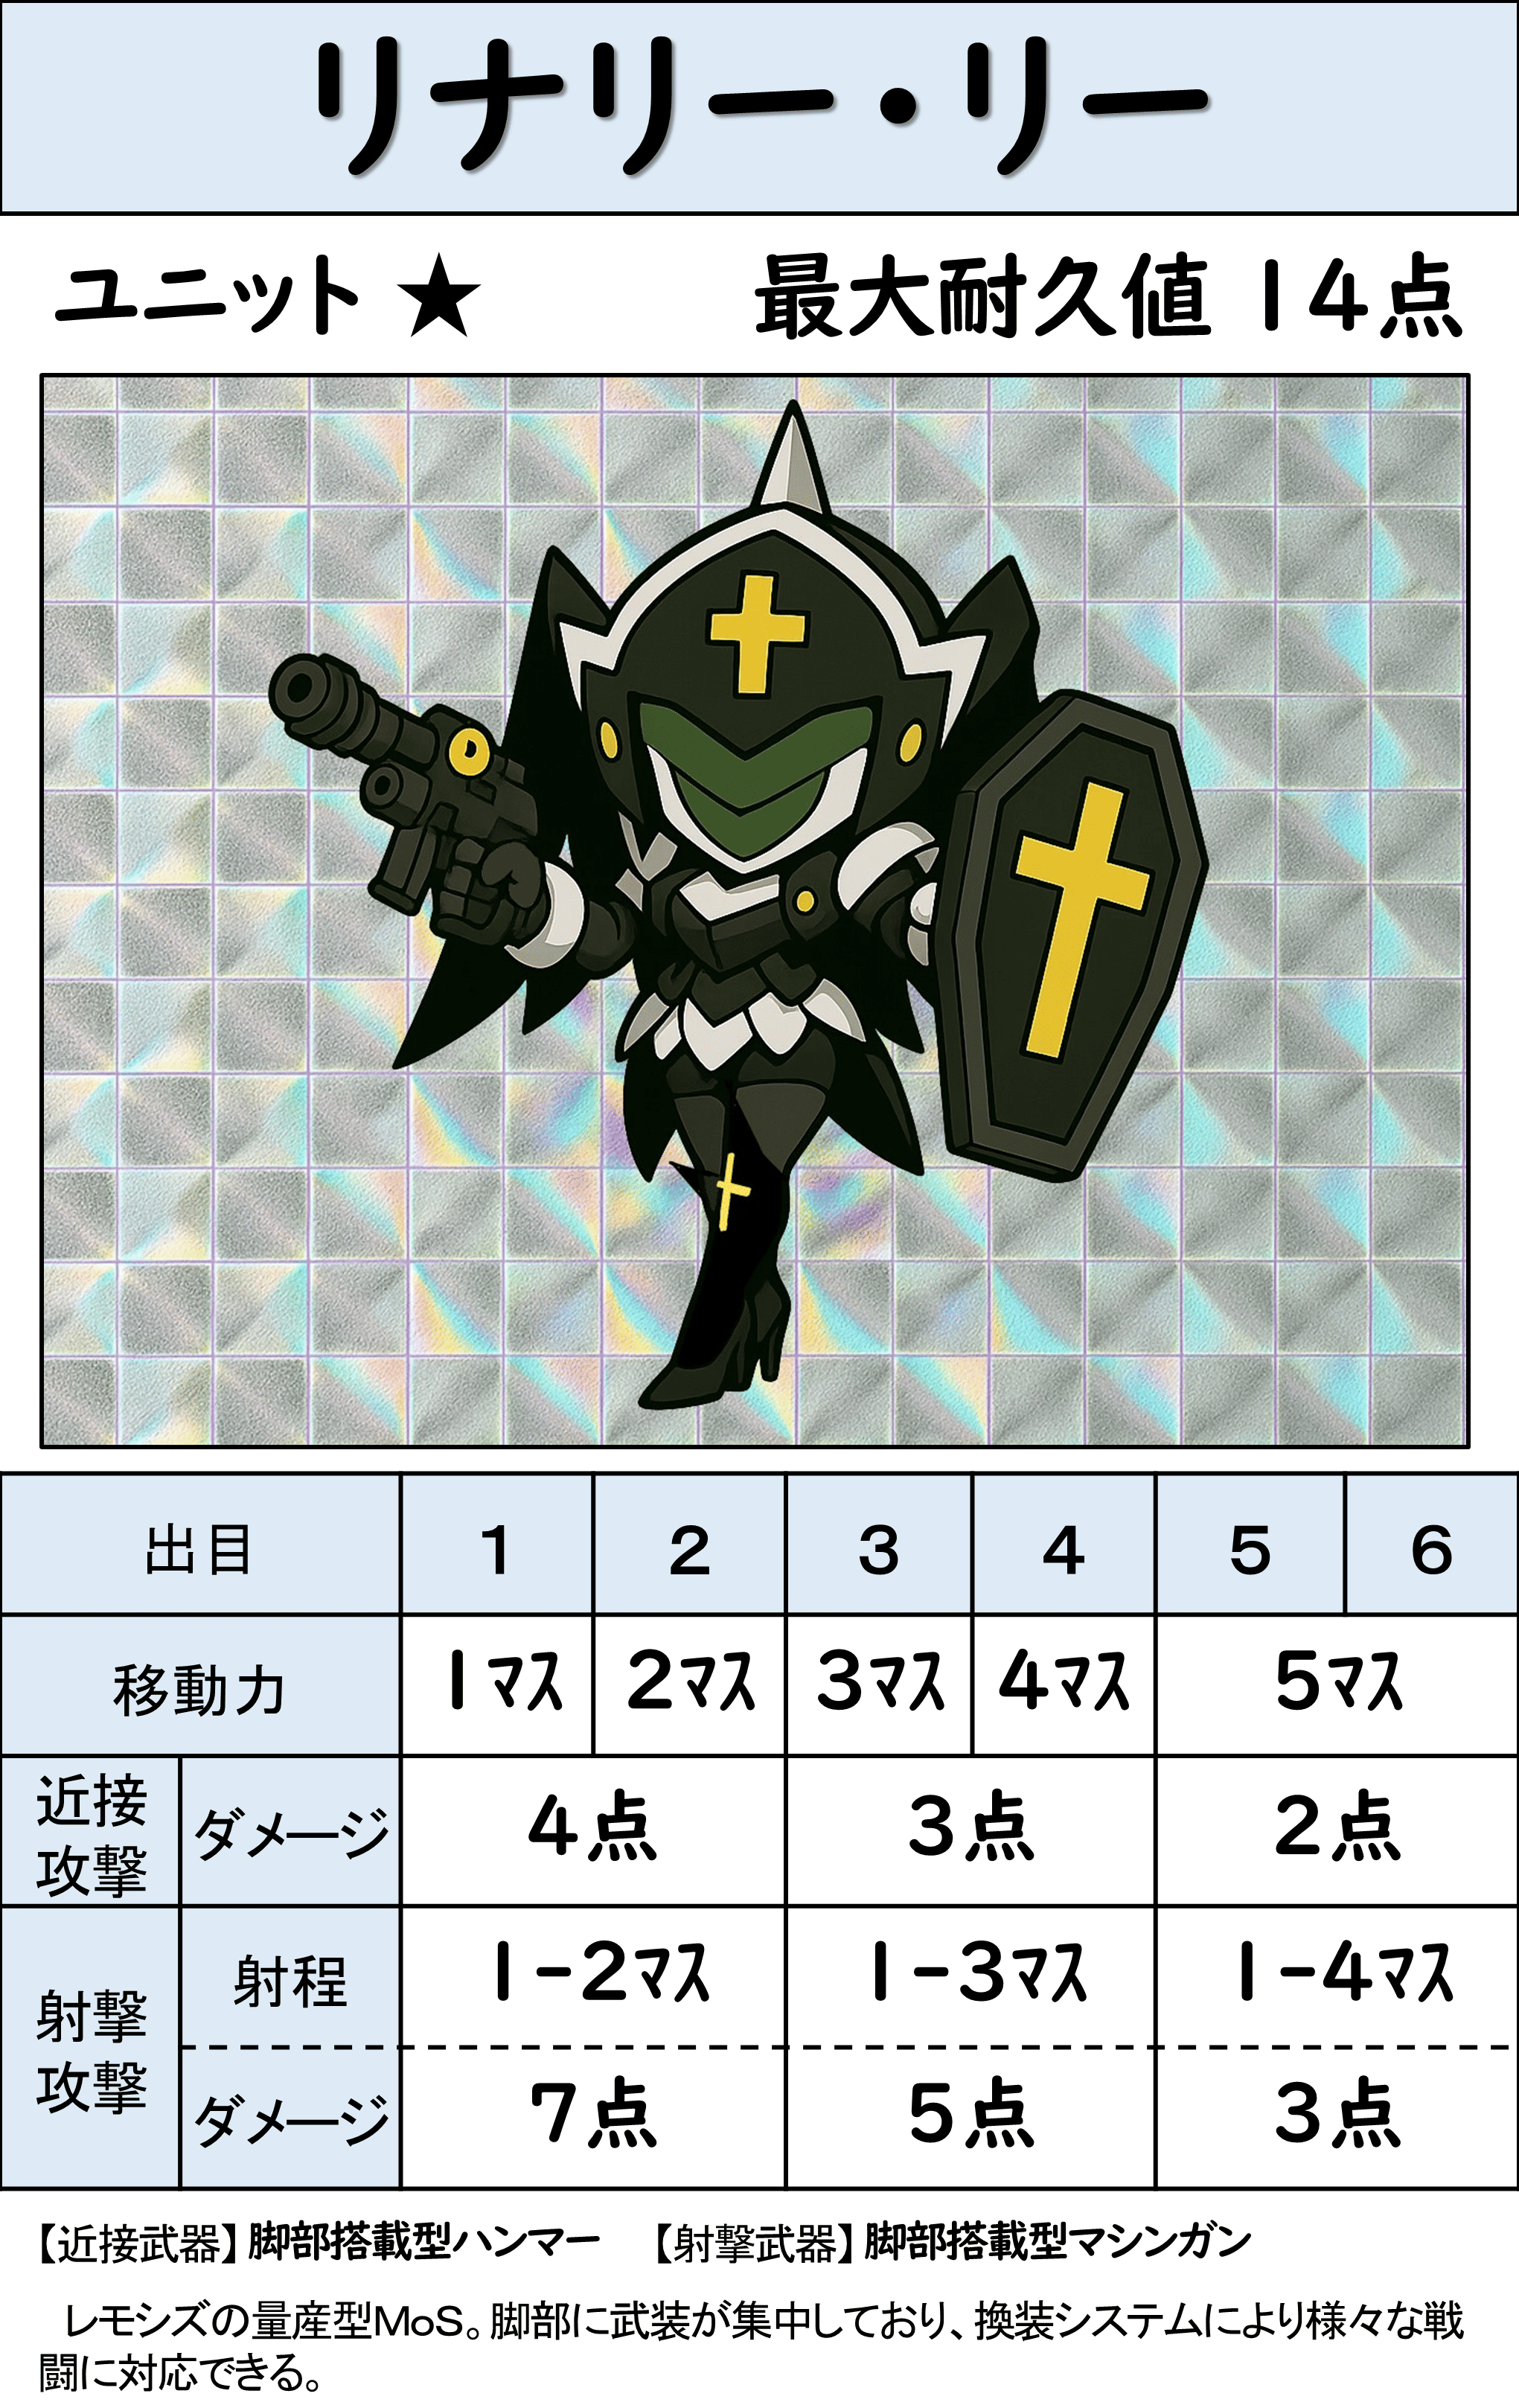 リナリー・リー
ユニット ★ 最大耐久値 14点
出目 1 2 3 4 5 6
移動力 1マス 2マス 3マス 4マス 5マス
近接攻撃 ダメージ 4点 3点 2点
射撃攻撃 射程 1-2マス 1-3マス 1-4マス
ダメージ 7点 5点 3点
【近接武器】脚部搭載型ハンマー 【射撃武器】脚部搭載型マシンガン
レモシズの量産型MoS。脚部に武装が集中しており、換装システムにより様々な戦
闘に対応できる。